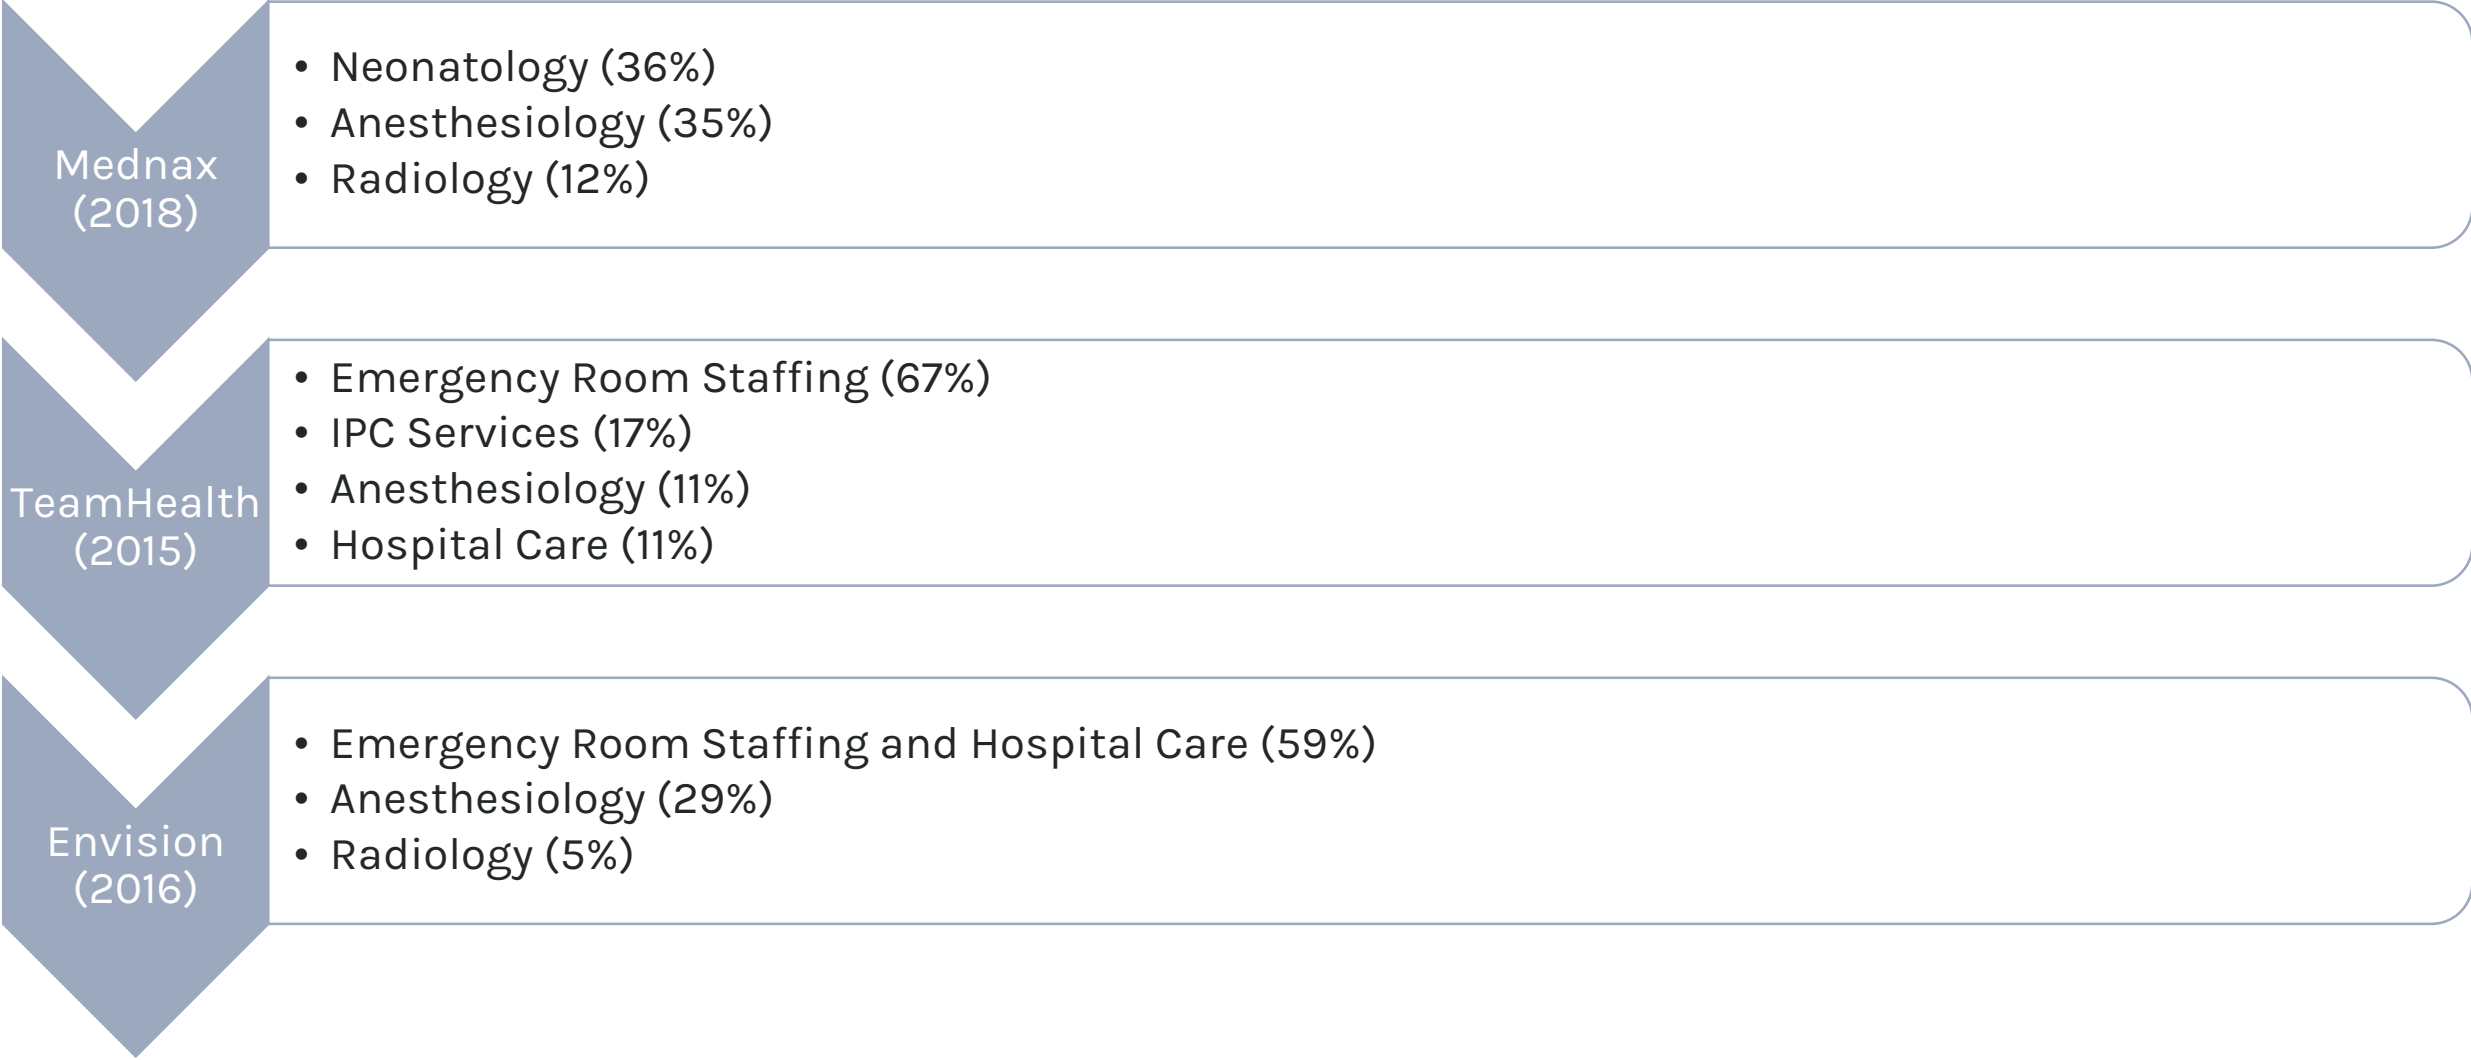 Mednax
(2018)
• Neonatology (36%)
• Anesthesiology (35%)
• Radiology (12%)
TeamHealth
(2015)
• Emergency Room Staffing (67%)
• IPC Services (17%)
• Anesthesiology (11%)
• Hospital Care (11%)
Envision
(2016)
• Emergency Room Staffing and Hospital Care (59%)
• Anesthesiology (29%)
• Radiology (5%)